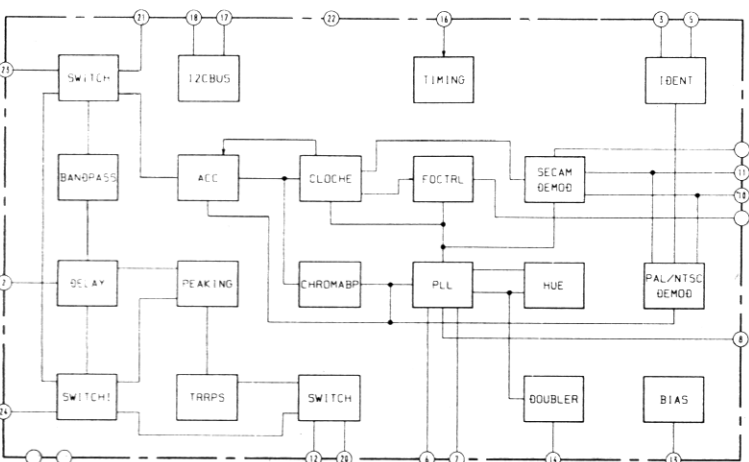 21 18 17 22 16 3 5
23 SWITCH I2CBUS TIMING IDENT
BANDPASS ACC CLOCHE FOCTRL SECAM
DEMOD
11
10
2 DELAY PEAKING CHROMABP PLL HUE PAL/NTSC
DEMOD
8
24 SWITCH! TRRPS SWITCH DOUBLER BIAS
12 20 6 7 14 13